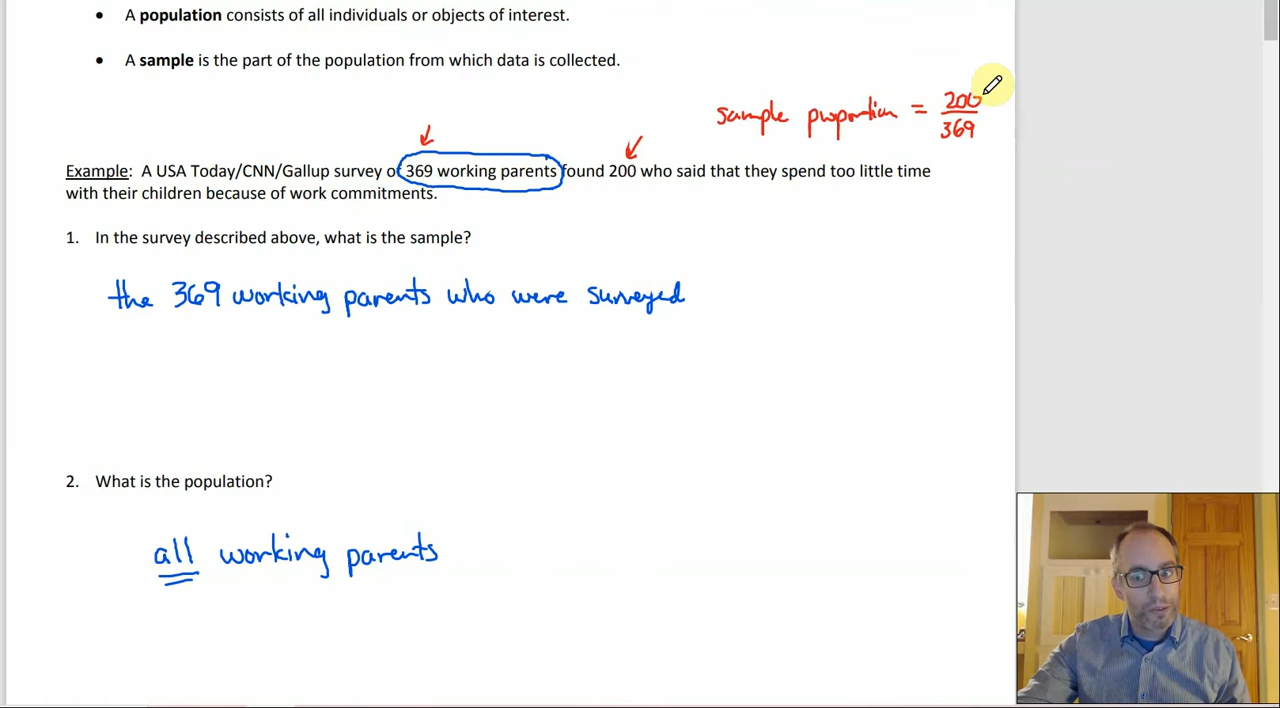 • A population consists of all individuals or objects of interest.
• A sample is the part of the population from which data is collected.
sample proportion = 200/369
Example: A USA Today/CNN/Gallup survey of 369 working parents found 200 who said that they spend too little time
with their children because of work commitments.
1. In the survey described above, what is the sample?
the 369 working parents who were surveyed
2. What is the population?
all working parents